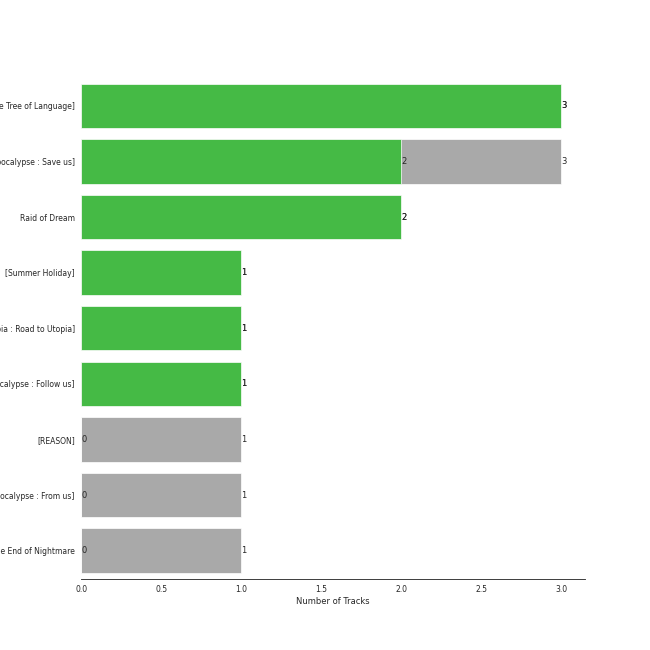 e Tree of Language] 3
pocalypse : Save us] 2 3
Raid of Dream 2
[Summer Holiday] 1
pia : Road to Utopia] 1
calypse : Follow us] 1
[REASON] 0 1
ocalypse : From us] 0 1
e End of Nightmare 0 1
0.0 0.5 1.0 1.5 2.0 2.5 3.0
Number of Tracks